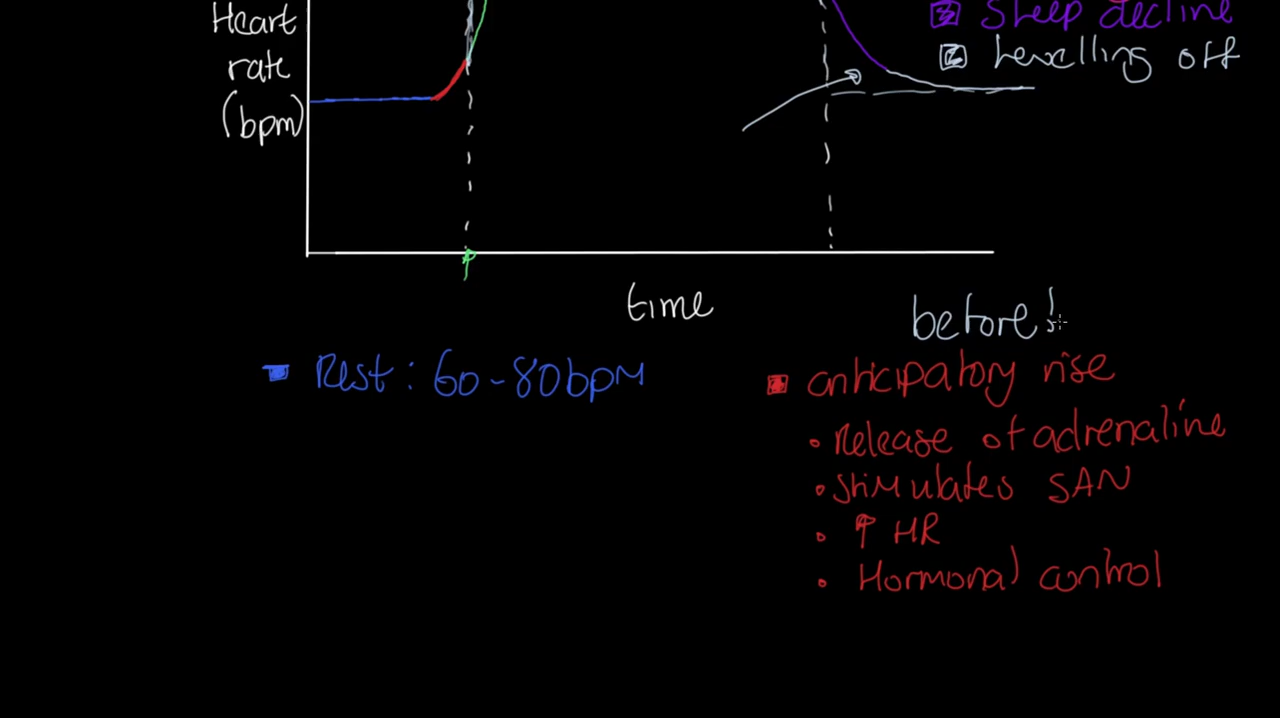 Heart
rate
(bpm)
Steep decline
Levelling off
time
before!
Rest: 60-80bpm
anticipatory rise
• Release of adrenaline
• Stimulates SAN
• ↑ HR
• Hormonal control